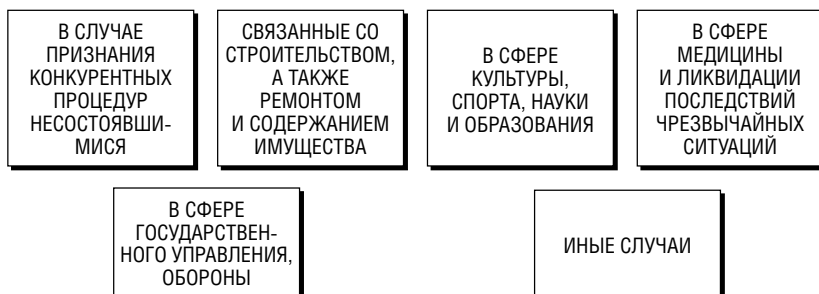 В СЛУЧАЕ
ПРИЗНАНИЯ
КОНКУРЕНТНЫХ
ПРОЦЕДУР
НЕСОСТОЯВШИ-
МИСЯ
СВЯЗАННЫЕ СО
СТРОИТЕЛЬСТВОМ,
А ТАКЖЕ
РЕМОНТОМ
И СОДЕРЖАНИЕМ
ИМУЩЕСТВА
В СФЕРЕ
КУЛЬТУРЫ,
СПОРТА, НАУКИ
И ОБРАЗОВАНИЯ
В СФЕРЕ
МЕДИЦИНЫ
И ЛИКВИДАЦИИ
ПОСЛЕДСТВИЙ
ЧРЕЗВЫЧАЙНЫХ
СИТУАЦИЙ
В СФЕРЕ
ГОСУДАРСТВЕН-
НОГО УПРАВЛЕНИЯ,
ОБОРОНЫ
ИНЫЕ СЛУЧАИ